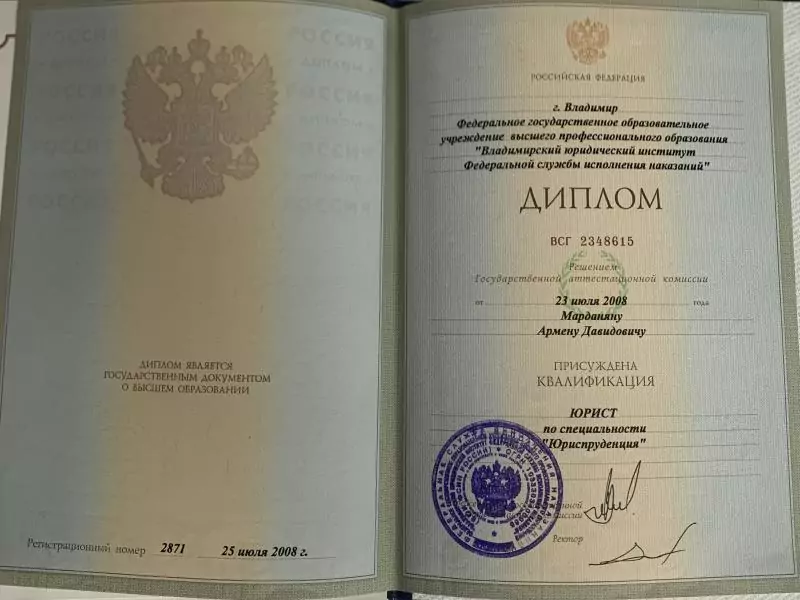 ДИПЛОМ ЯВЛЯЕТСЯ
ГОСУДАРСТВЕННЫМ ДОКУМЕНТОМ
О ВЫСШЕМ ОБРАЗОВАНИИ
Регистрационный номер 2871 25 июля 2008 г.
РОССИЙСКАЯ ФЕДЕРАЦИЯ
г. Владимир
Федеральное государственное образовательное
учреждение высшего профессионального образования
"Владимирский юридический институт
Федеральной службы исполнения наказаний"
ДИПЛОМ
ВСГ 2348615
Решением
Государственной аттестационной комиссии
от 23 июля 2008 года
Марданяну
Армену Давидовичу
ПРИСУЖДЕНА
КВАЛИФИКАЦИЯ
ЮРИСТ
по специальности
"Юриспруденция"
Ректор